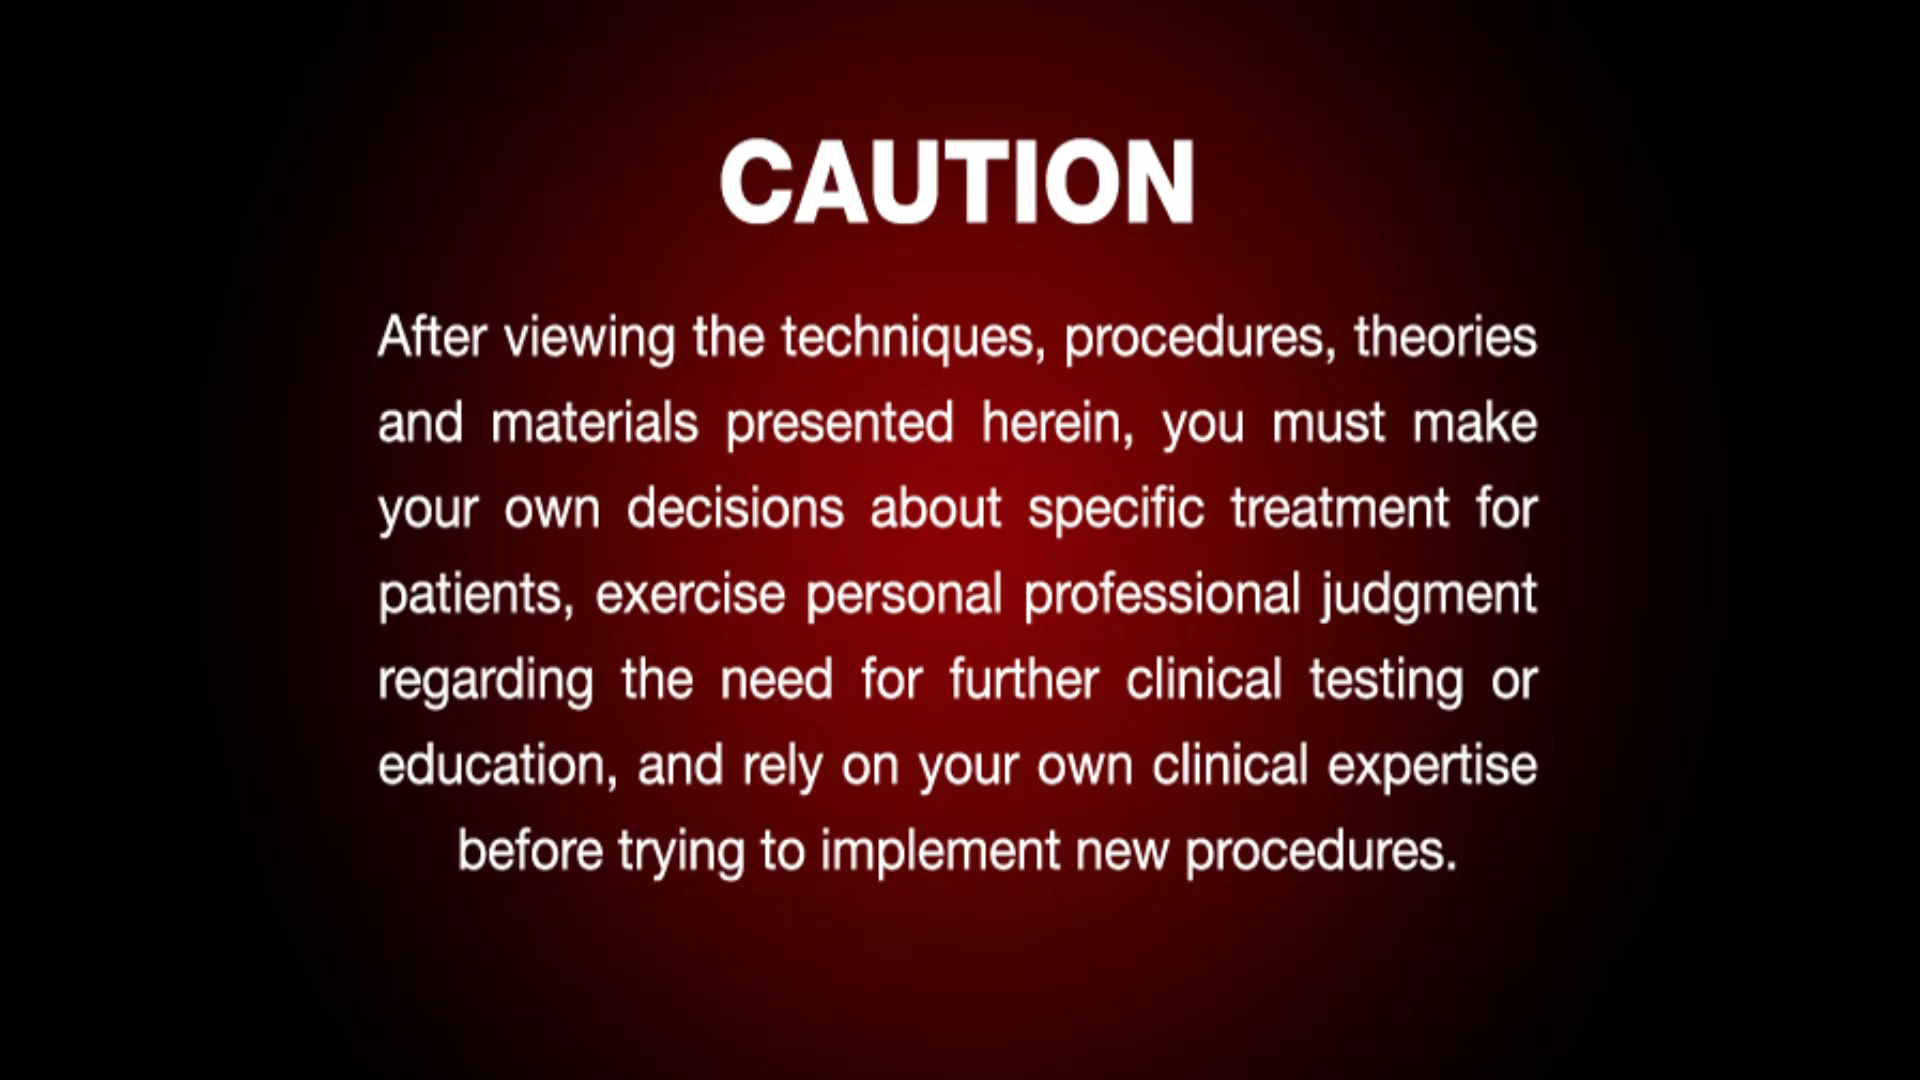 CAUTION
After viewing the techniques, procedures, theories
and materials presented herein, you must make
your own decisions about specific treatment for
patients, exercise personal professional judgment
regarding the need for further clinical testing or
education, and rely on your own clinical expertise
before trying to implement new procedures.